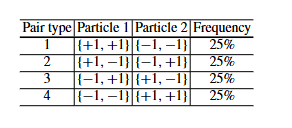 Pair type Particle 1 Particle 2 Frequency
1 {+1, +1} {−1, −1} 25%
2 {+1, −1} {−1, +1} 25%
3 {−1, +1} {+1, −1} 25%
4 {−1, −1} {+1, +1} 25%